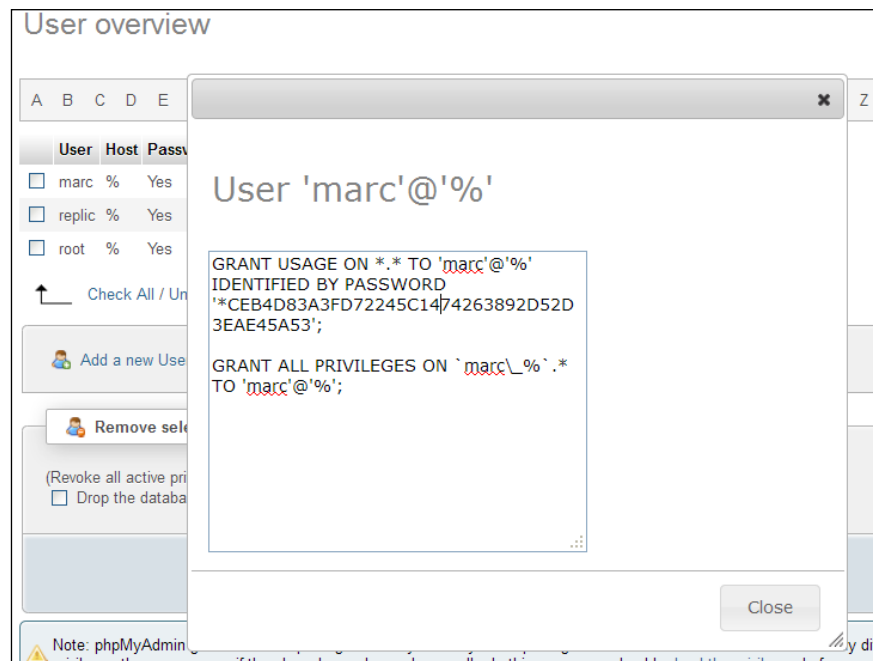 User overview
A B C D E
Z
User Host Passw
marc % Yes
replic % Yes
root % Yes
Check All / Un
Add a new Use
Remove sele
(Revoke all active pri
Drop the databa
User 'marc'@'%'
GRANT USAGE ON *.* TO 'marc'@'%'
IDENTIFIED BY PASSWORD
'*CEB4D83A3FD72245C1474263892D52D
3EAE45A53';
GRANT ALL PRIVILEGES ON `marc\_%`.*
TO 'marc'@'%';
Close
Note: phpMyAdmin